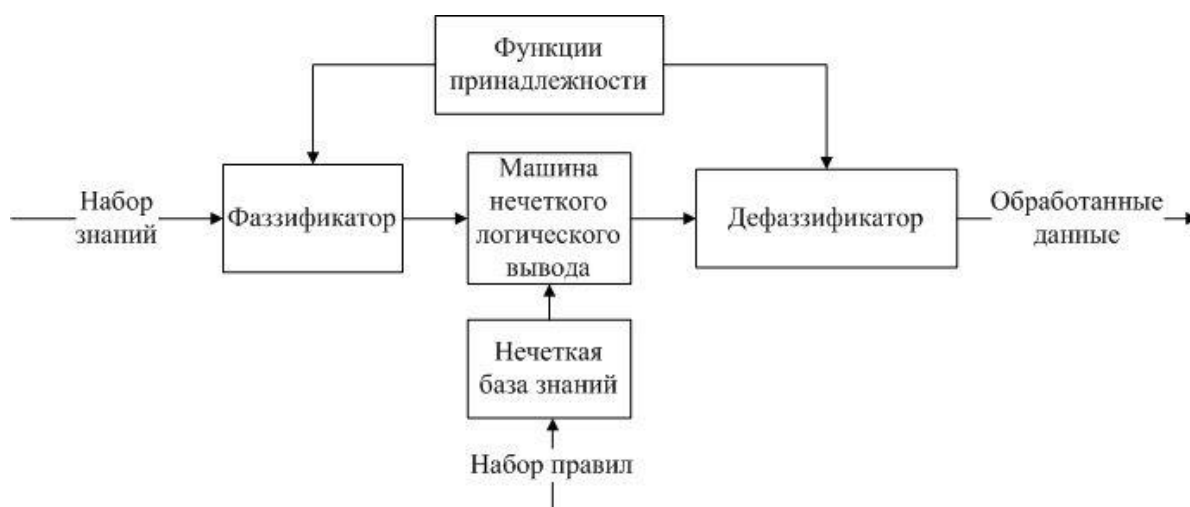 Функции
принадлежности
Набор
знаний
Фаззификатор
Машина
нечеткого
логического
вывода
Дефаззификатор
Обработанные
данные
Нечеткая
база знаний
Набор правил